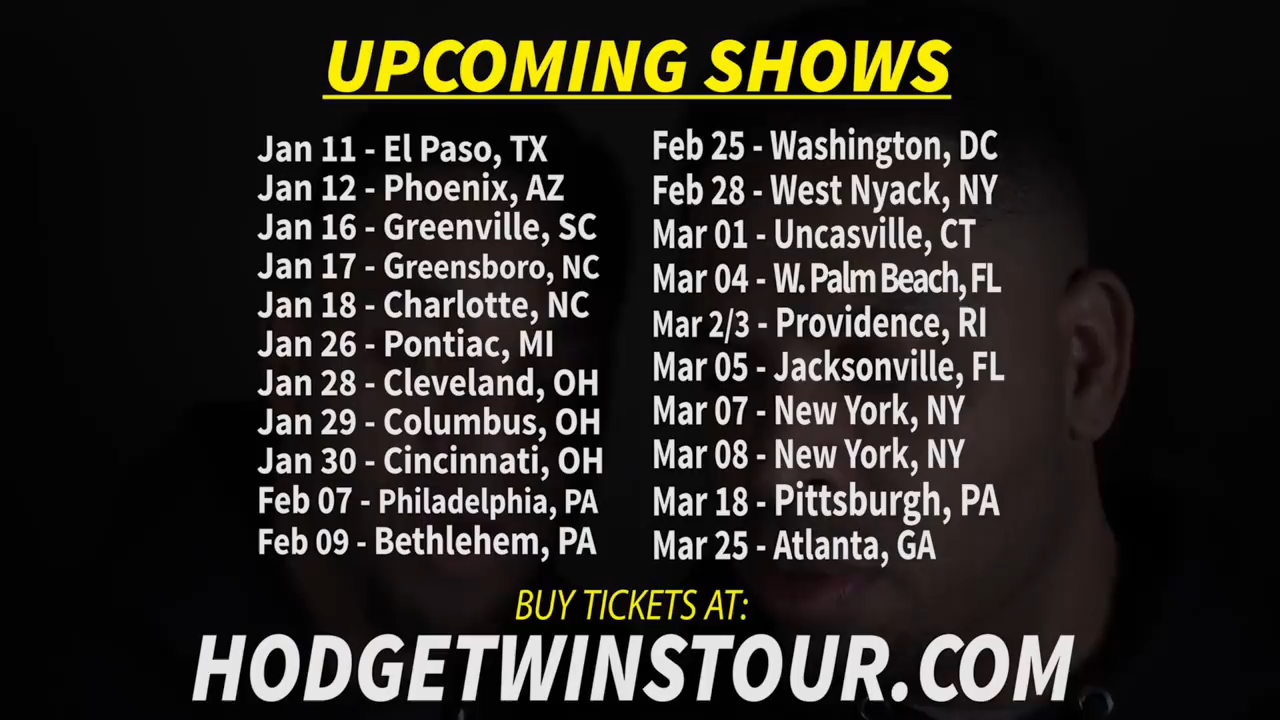 UPCOMING SHOWS
Jan 11 - El Paso, TX
Jan 12 - Phoenix, AZ
Jan 16 - Greenville, SC
Jan 17 - Greensboro, NC
Jan 18 - Charlotte, NC
Jan 26 - Pontiac, MI
Jan 28 - Cleveland, OH
Jan 29 - Columbus, OH
Jan 30 - Cincinnati, OH
Feb 07 - Philadelphia, PA
Feb 09 - Bethlehem, PA
Feb 25 - Washington, DC
Feb 28 - West Nyack, NY
Mar 01 - Uncasville, CT
Mar 04 - W. Palm Beach, FL
Mar 2/3 - Providence, RI
Mar 05 - Jacksonville, FL
Mar 07 - New York, NY
Mar 08 - New York, NY
Mar 18 - Pittsburgh, PA
Mar 25 - Atlanta, GA
BUY TICKETS AT:
HODGETWINSTOUR.COM